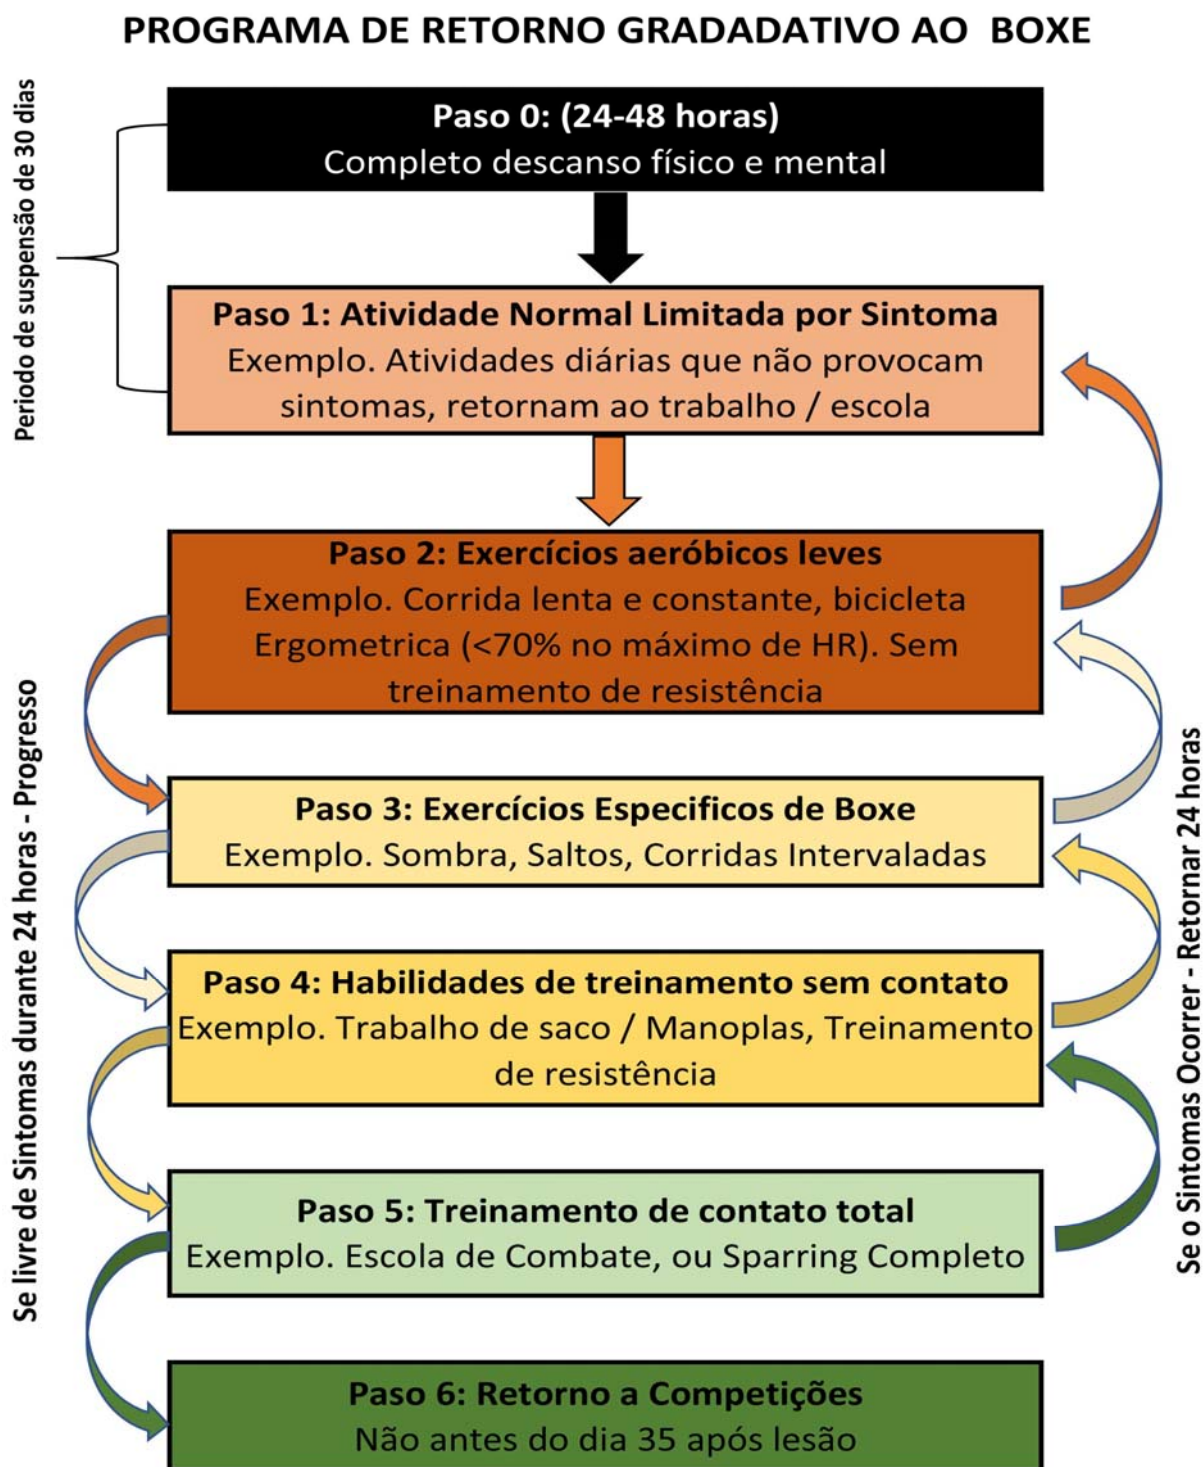 PROGRAMA DE RETORNO GRADADATIVO AO BOXE
Periodo de suspensão de 30 dias
Paso 0: (24-48 horas)
Completo descanso físico e mental
Paso 1: Atividade Normal Limitada por Sintoma
Exemplo. Atividades diárias que não provocam
sintomas, retornam ao trabalho / escola
Paso 2: Exercícios aeróbicos leves
Exemplo. Corrida lenta e constante, bicicleta
Ergometrica (<70% no máximo de HR). Sem
treinamento de resistência
Se livre de Sintomas durante 24 horas - Progresso
Paso 3: Exercícios Especificos de Boxe
Exemplo. Sombra, Saltos, Corridas Intervaladas
Paso 4: Habilidades de treinamento sem contato
Exemplo. Trabalho de saco / Manoplas, Treinamento
de resistência
Paso 5: Treinamento de contato total
Exemplo. Escola de Combate, ou Sparring Completo
Paso 6: Retorno a Competições
Não antes do dia 35 após lesão
Se o Sintomas Ocorrer - Retornar 24 horas